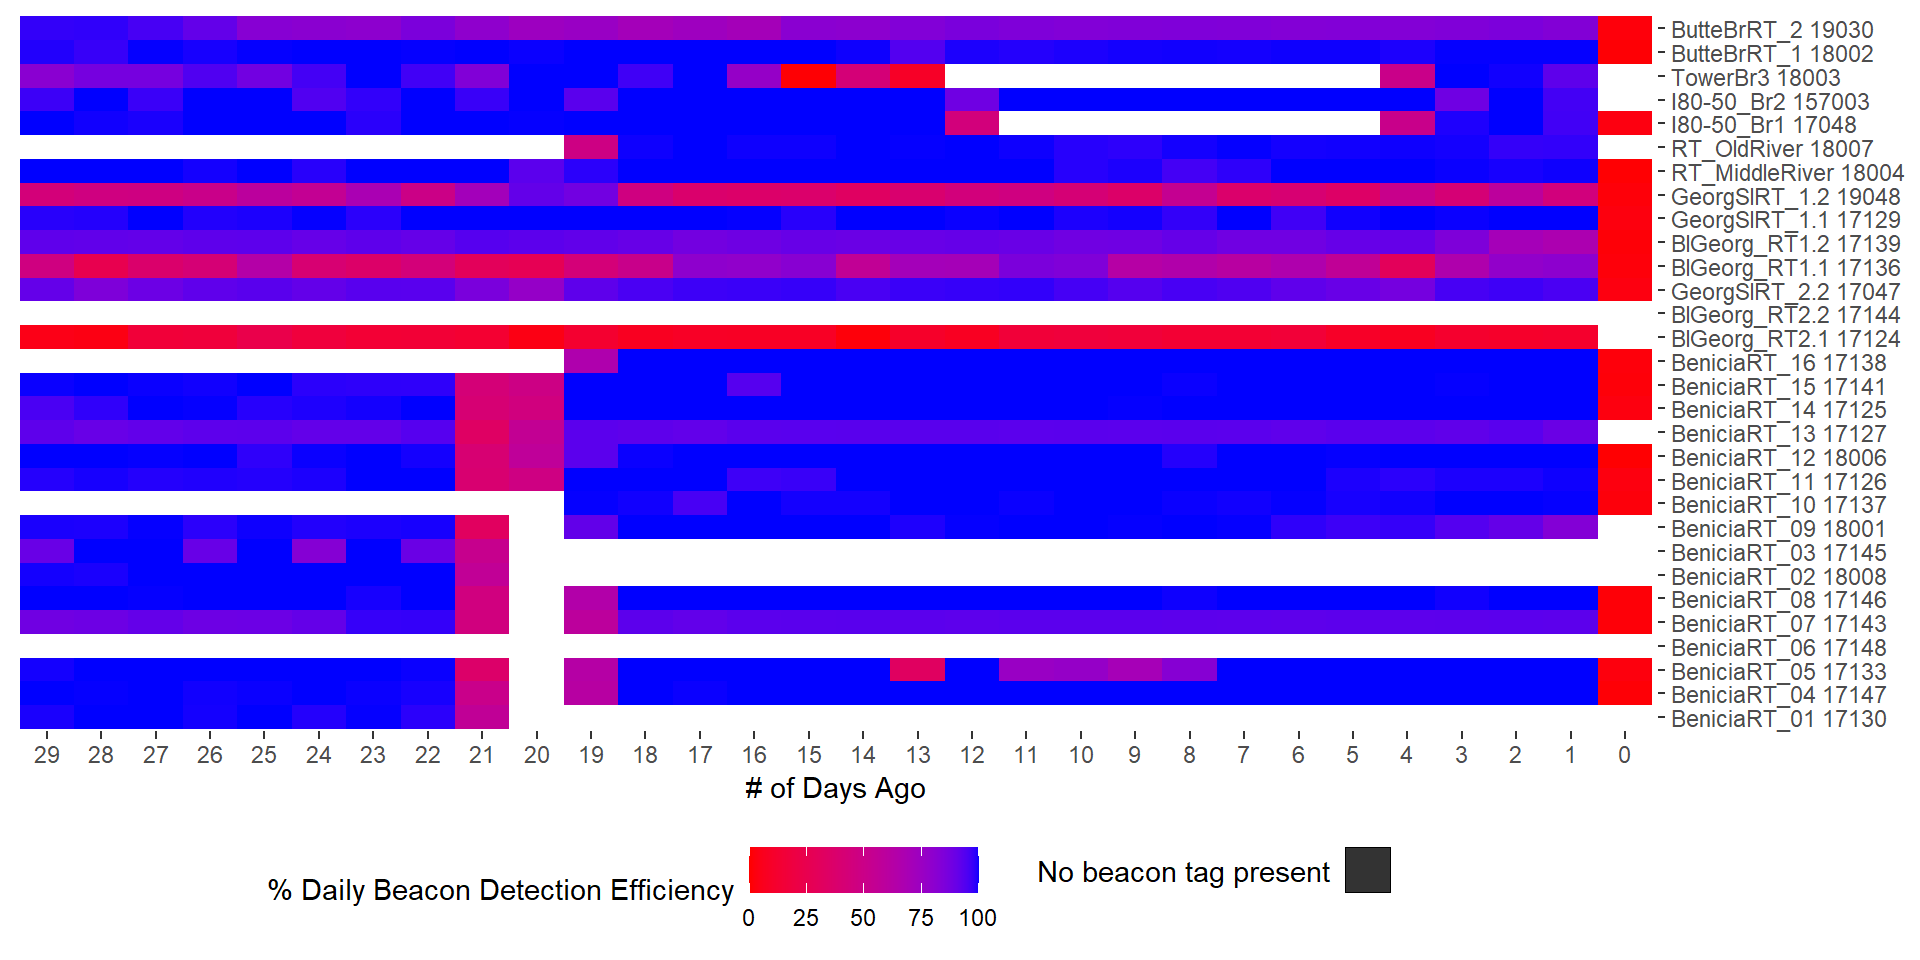 ButteBrRT_2 19030
ButteBrRT_1 18002
TowerBr3 18003
I80-50_Br2 157003
I80-50_Br1 17048
RT_OldRiver 18007
RT_MiddleRiver 18004
GeorgSlRT_1.2 19048
GeorgSlRT_1.1 17129
BlGeorg_RT1.2 17139
BlGeorg_RT1.1 17136
GeorgSlRT_2.2 17047
BlGeorg_RT2.2 17144
BlGeorg_RT2.1 17124
BeniciaRT_16 17138
BeniciaRT_15 17141
BeniciaRT_14 17125
BeniciaRT_13 17127
BeniciaRT_12 18006
BeniciaRT_11 17126
BeniciaRT_10 17137
BeniciaRT_09 18001
BeniciaRT_03 17145
BeniciaRT_02 18008
BeniciaRT_08 17146
BeniciaRT_07 17143
BeniciaRT_06 17148
BeniciaRT_05 17133
BeniciaRT_04 17147
BeniciaRT_01 17130
29 28 27 26 25 24 23 22 21 20 19 18 17 16 15 14 13 12 11 10 9 8 7 6 5 4 3 2 1 0
# of Days Ago
% Daily Beacon Detection Efficiency
0 25 50 75 100
No beacon tag present